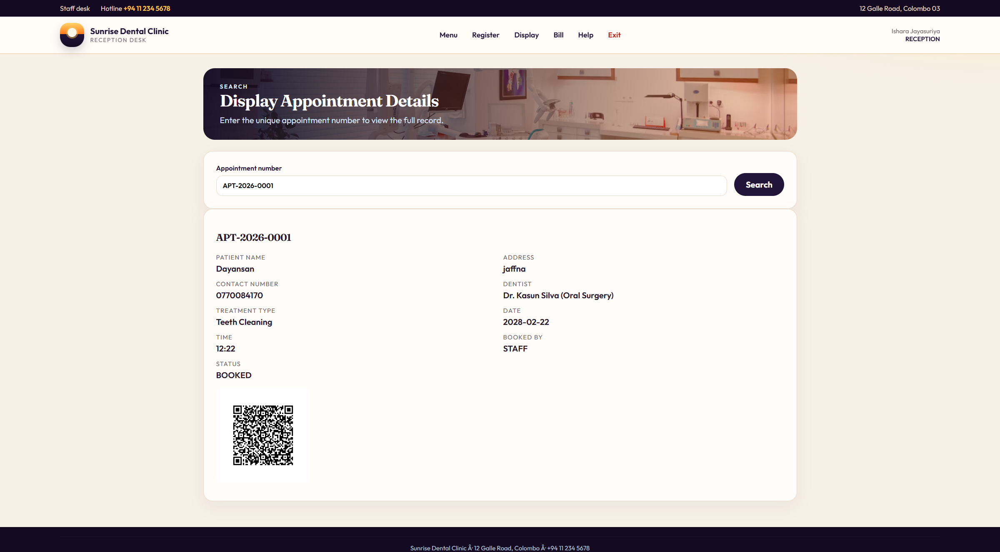 Staff desk Hotline +94 11 234 5678 12 Galle Road, Colombo 03
Sunrise Dental Clinic
RECEPTION DESK
Menu Register Display Bill Help Exit
Ishara Jayasuriya
RECEPTION
SEARCH
Display Appointment Details
Enter the unique appointment number to view the full record.
Appointment number
APT-2026-0001
Search
APT-2026-0001
PATIENT NAME
Dayansan
ADDRESS
jaffna
CONTACT NUMBER
0770084170
DENTIST
Dr. Kasun Silva (Oral Surgery)
TREATMENT TYPE
Teeth Cleaning
DATE
2028-02-22
TIME
12:22
BOOKED BY
STAFF
STATUS
BOOKED
Sunrise Dental Clinic Â· 12 Galle Road, Colombo Â· +94 11 234 5678